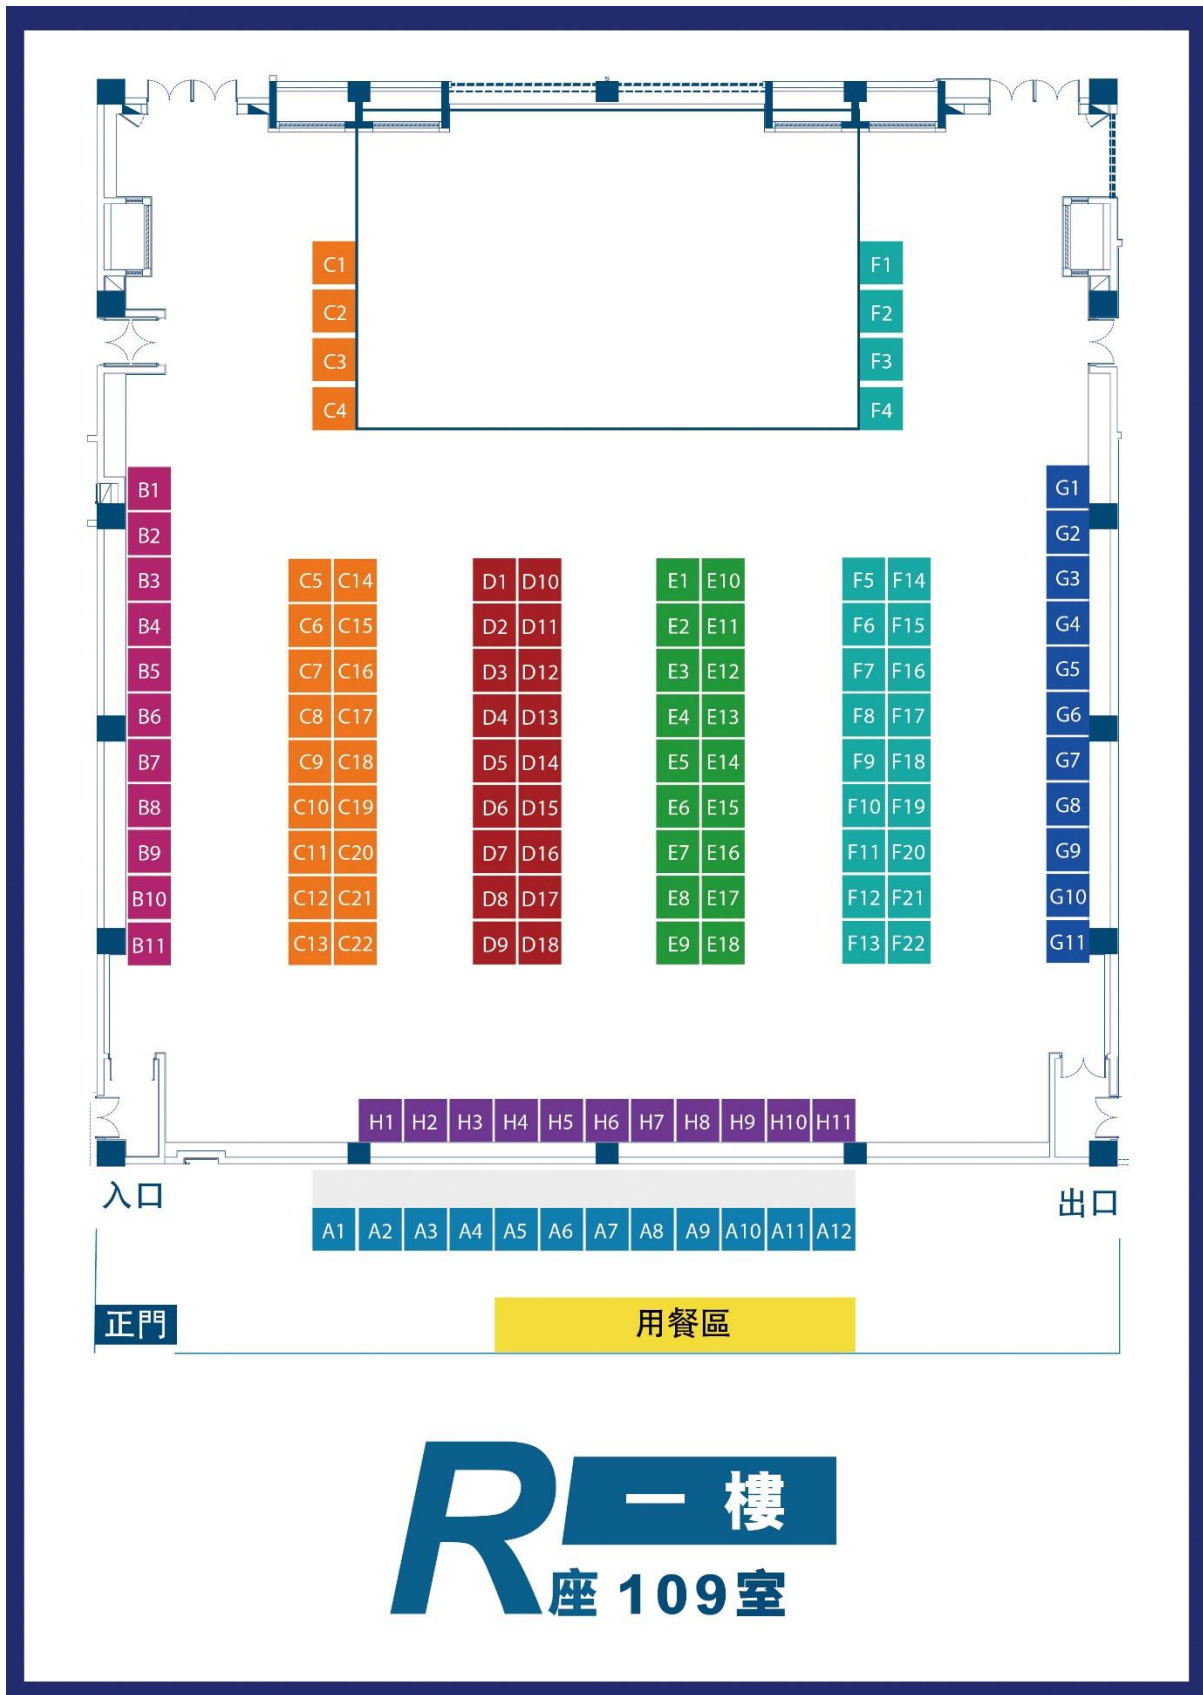 C1 F1
C2 F2
C3 F3
C4 F4
B1 G1
B2 G2
B3 C5 C14 D1 D10 E1 E10 F5 F14 G3
B4 C6 C15 D2 D11 E2 E11 F6 F15 G4
B5 C7 C16 D3 D12 E3 E12 F7 F16 G5
B6 C8 C17 D4 D13 E4 E13 F8 F17 G6
B7 C9 C18 D5 D14 E5 E14 F9 F18 G7
B8 C10 C19 D6 D15 E6 E15 F10 F19 G8
B9 C11 C20 D7 D16 E7 E16 F11 F20 G9
B10 C12 C21 D8 D17 E8 E17 F12 F21 G10
B11 C13 C22 D9 D18 E9 E18 F13 F22 G11
H1 H2 H3 H4 H5 H6 H7 H8 H9 H10 H11
入口 出口
A1 A2 A3 A4 A5 A6 A7 A8 A9 A10 A11 A12
正門 用餐區
R 一樓
座 109室